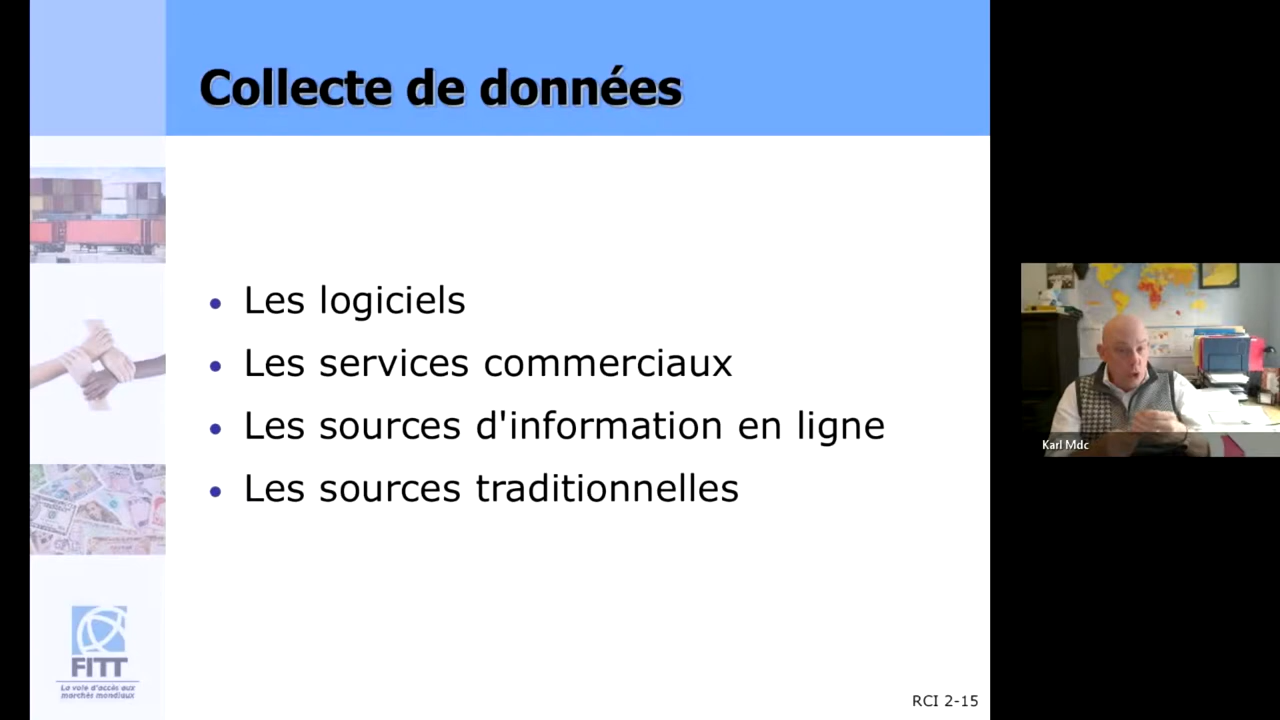 Collecte de données
• Les logiciels
• Les services commerciaux
• Les sources d'information en ligne
• Les sources traditionnelles
Karl Mdc
FITT
La voie d'accès aux
marchés mondiaux
RCI 2-15